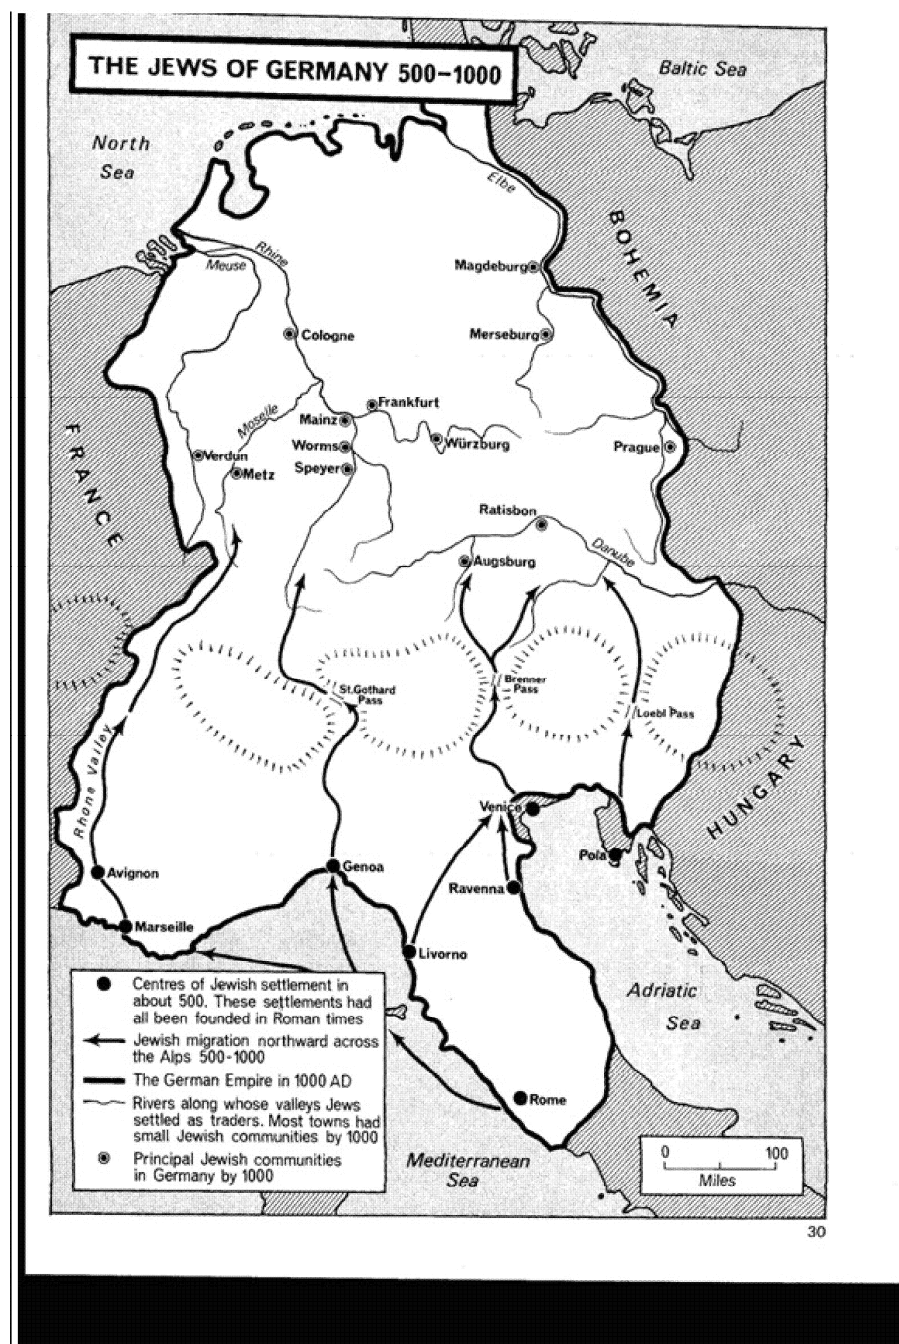 THE JEWS OF GERMANY 500-1000
Baltic Sea
North
Sea
Elbe
BOHEMIA
Rhine
Meuse
Magdeburg
Cologne
Merseburg
Frankfurt
Moselle
Mainz
FRANCE
Worms
Würzburg
Prague
Verdun
Speyer
Metz
Ratisbon
Danube
Augsburg
St.Gothard
Pass
Brenner
Pass
Loebl Pass
Rhone Valley
HUNGARY
Venice
Pola
Avignon
Genoa
Ravenna
Marseille
Livorno
Adriatic
Sea
Centres of Jewish settlement in
about 500. These settlements had
all been founded in Roman times
Jewish migration northward across
the Alps 500-1000
The German Empire in 1000 AD
Rivers along whose valleys Jews
settled as traders. Most towns had
small Jewish communities by 1000
Principal Jewish communities
in Germany by 1000
Rome
Mediterranean
Sea
0 100
Miles
30